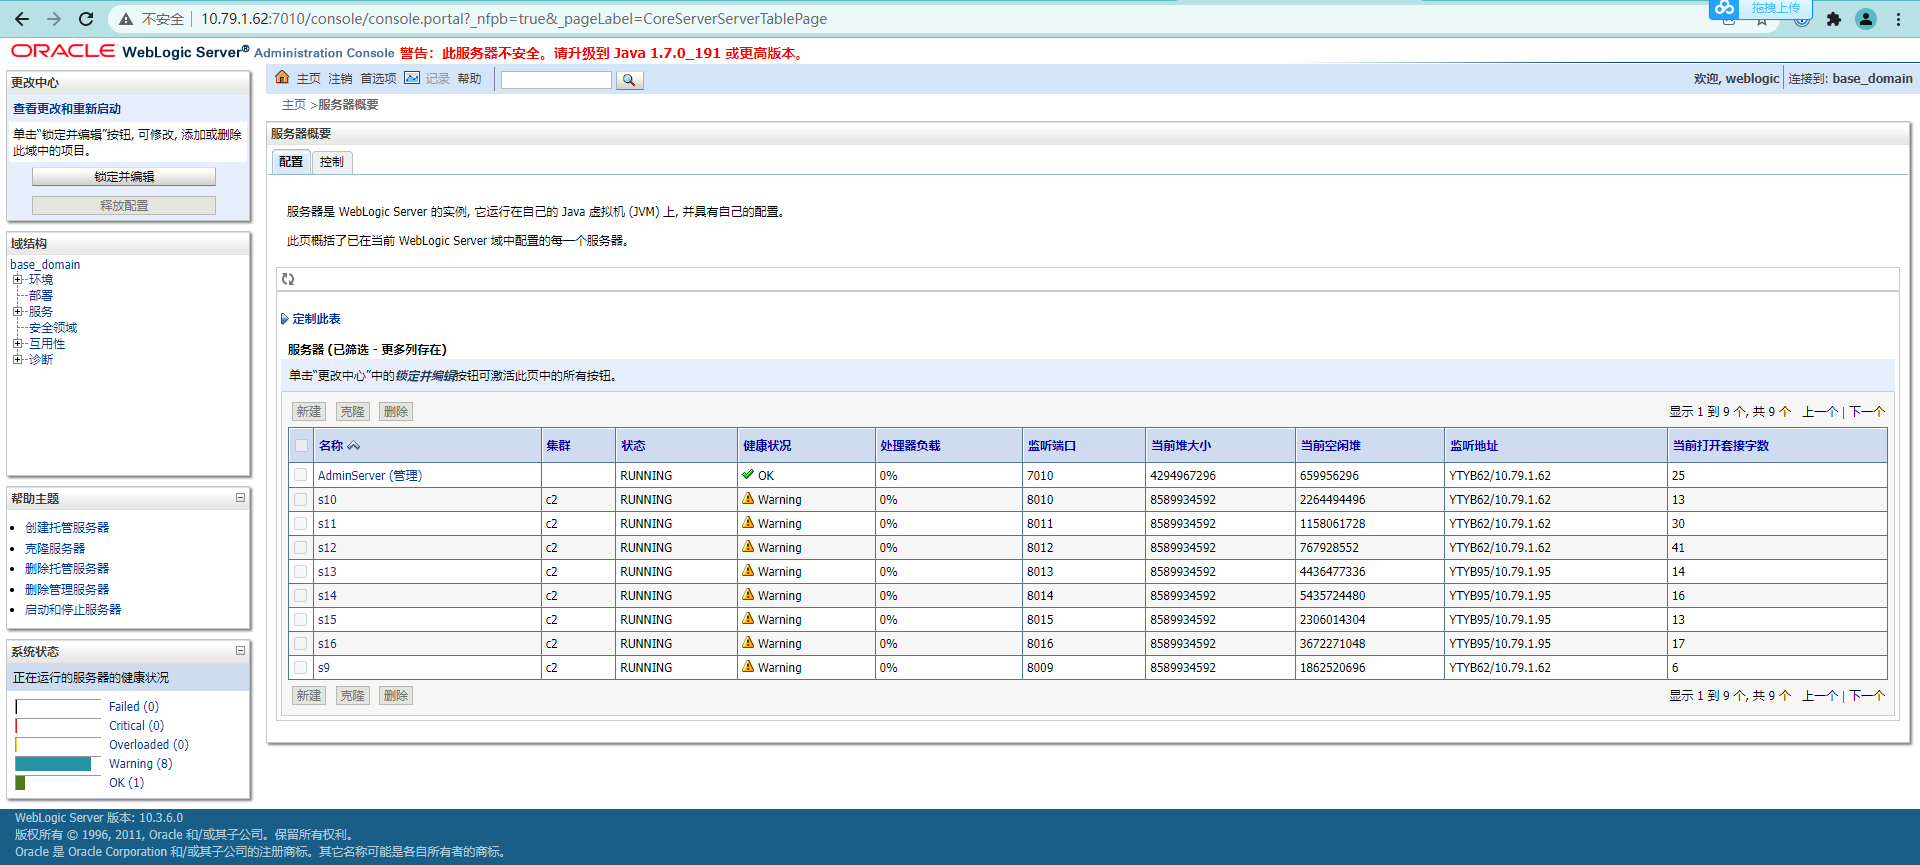 不安全 10.79.1.62:7010/console/console.portal?_nfpb=true&_pageLabel=CoreServerServerTablePage
拖拽上传
ORACLE WebLogic Server® Administration Console 警告：此服务器不安全。请升级到 Java 1.7.0_191 或更高版本。
更改中心
查看更改和重新启动
单击“锁定并编辑”按钮, 可修改, 添加或删除
此域中的项目。
锁定并编辑
释放配置
域结构
base_domain
环境
部署
服务
安全领域
互用性
诊断
帮助主题
创建托管服务器
克隆服务器
删除托管服务器
删除管理服务器
启动和停止服务器
系统状态
正在运行的服务器的健康状况
Failed (0)
Critical (0)
Overloaded (0)
Warning (8)
OK (1)
主页 注销 首选项 记录 帮助
欢迎, weblogic 连接到: base_domain
主页 >服务器概要
服务器概要
配置 控制
服务器是 WebLogic Server 的实例, 它运行在自己的 Java 虚拟机 (JVM) 上, 并具有自己的配置。
此页概括了已在当前 WebLogic Server 域中配置的每一个服务器。
定制此表
服务器 (已筛选 - 更多列存在)
单击“更改中心”中的锁定并编辑按钮可激活此页中的所有按钮。
新建 克隆 删除 显示 1 到 9 个, 共 9 个 上一个 | 下一个
名称 集群 状态 健康状况 处理器负载 监听端口 当前堆大小 当前空闲堆 监听地址 当前打开套接字数
AdminServer (管理) RUNNING OK 0% 7010 4294967296 659956296 YTYB62/10.79.1.62 25
s10 c2 RUNNING Warning 0% 8010 8589934592 2264494496 YTYB62/10.79.1.62 13
s11 c2 RUNNING Warning 0% 8011 8589934592 1158061728 YTYB62/10.79.1.62 30
s12 c2 RUNNING Warning 0% 8012 8589934592 767928552 YTYB62/10.79.1.62 41
s13 c2 RUNNING Warning 0% 8013 8589934592 4436477336 YTYB95/10.79.1.95 14
s14 c2 RUNNING Warning 0% 8014 8589934592 5435724480 YTYB95/10.79.1.95 16
s15 c2 RUNNING Warning 0% 8015 8589934592 2306014304 YTYB95/10.79.1.95 13
s16 c2 RUNNING Warning 0% 8016 8589934592 3672271048 YTYB95/10.79.1.95 17
s9 c2 RUNNING Warning 0% 8009 8589934592 1862520696 YTYB62/10.79.1.62 6
新建 克隆 删除 显示 1 到 9 个, 共 9 个 上一个 | 下一个
WebLogic Server 版本: 10.3.6.0
版权所有 © 1996, 2011, Oracle 和/或其子公司。保留所有权利。
Oracle 是 Oracle Corporation 和/或其子公司的注册商标。其它名称可能是各自所有者的商标。